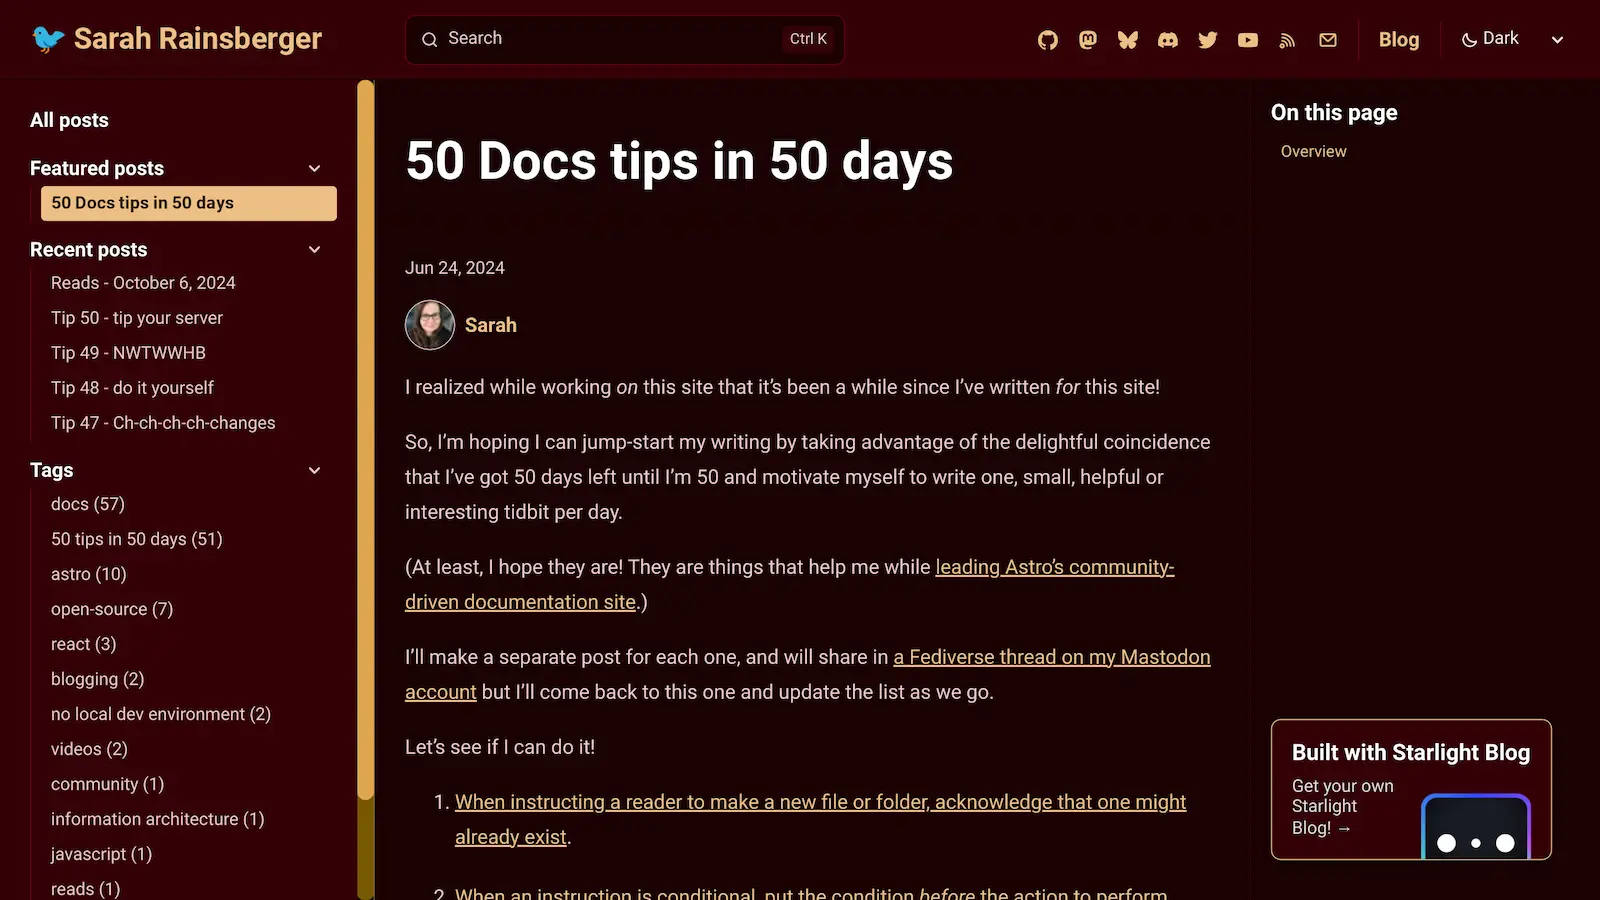 Sarah Rainsberger
Search
Ctrl K
Blog
Dark
All posts
Featured posts
50 Docs tips in 50 days
Recent posts
Reads - October 6, 2024
Tip 50 - tip your server
Tip 49 - NWTWWHB
Tip 48 - do it yourself
Tip 47 - Ch-ch-ch-ch-changes
Tags
docs (57)
50 tips in 50 days (51)
astro (10)
open-source (7)
react (3)
blogging (2)
no local dev environment (2)
videos (2)
community (1)
information architecture (1)
javascript (1)
reads (1)
50 Docs tips in 50 days
Jun 24, 2024
Sarah
I realized while working on this site that it’s been a while since I’ve written for this site!
So, I’m hoping I can jump-start my writing by taking advantage of the delightful coincidence
that I’ve got 50 days left until I’m 50 and motivate myself to write one, small, helpful or
interesting tidbit per day.
(At least, I hope they are! They are things that help me while leading Astro’s community-
driven documentation site.)
I’ll make a separate post for each one, and will share in a Fediverse thread on my Mastodon
account but I’ll come back to this one and update the list as we go.
Let’s see if I can do it!
1. When instructing a reader to make a new file or folder, acknowledge that one might
already exist.
2. When an instruction is conditional, put the condition before the action to perform
On this page
Overview
Built with Starlight Blog
Get your own
Starlight
Blog! →